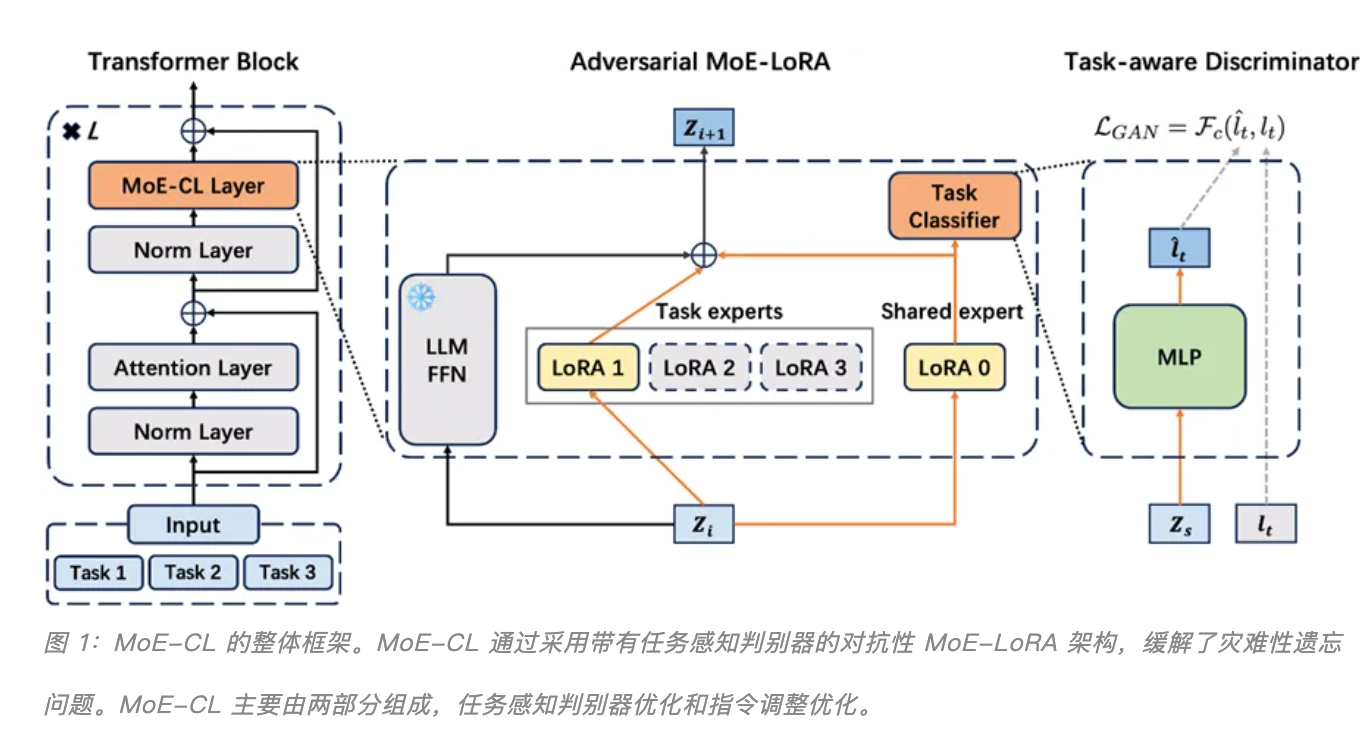 Transformer Block
Adversarial MoE-LoRA
Task-aware Discriminator
✖ L
MoE-CL Layer
Norm Layer
Attention Layer
Norm Layer
Input
Task 1
Task 2
Task 3
Z_{i+1}
Task
Classifier
LLM
FFN
Task experts
Shared expert
LoRA 1
LoRA 2
LoRA 3
LoRA 0
Z_i
\mathcal{L}_{GAN} = \mathcal{F}_c(\hat{l}_t, l_t)
\hat{l}_t
MLP
Z_s
l_t
图 1：MoE-CL 的整体框架。MoE-CL 通过采用带有任务感知判别器的对抗性 MoE-LoRA 架构，缓解了灾难性遗忘
问题。MoE-CL 主要由两部分组成，任务感知判别器优化和指令调整优化。